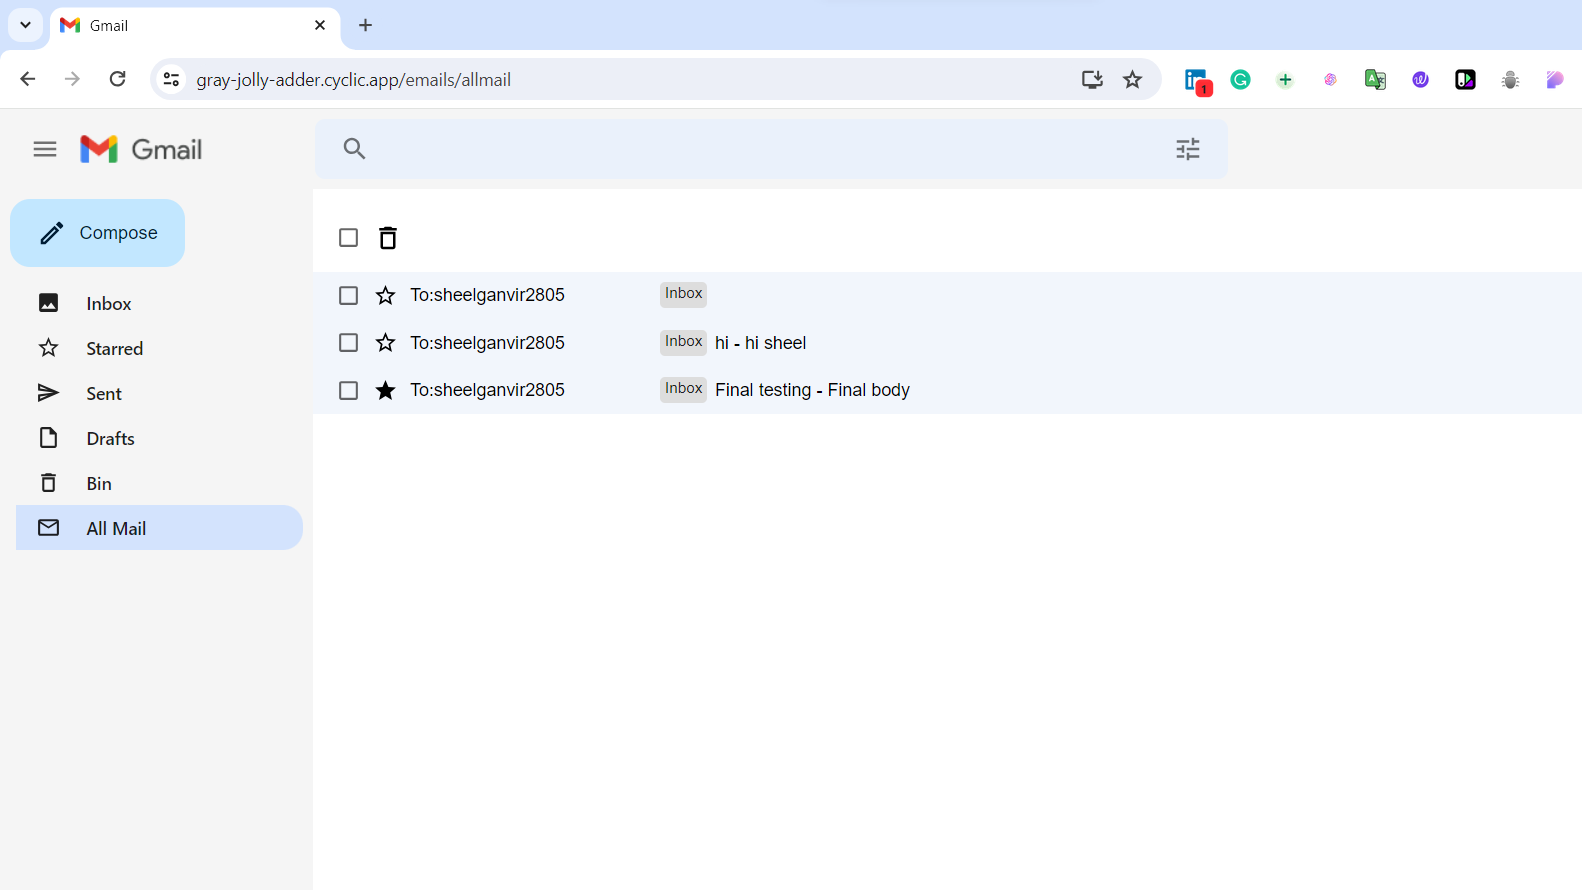 Gmail
gray-jolly-adder.cyclic.app/emails/allmail
1
Gmail
Compose
Inbox
Starred
Sent
Drafts
Bin
All Mail
To:sheelganvir2805 Inbox
To:sheelganvir2805 Inbox hi - hi sheel
To:sheelganvir2805 Inbox Final testing - Final body